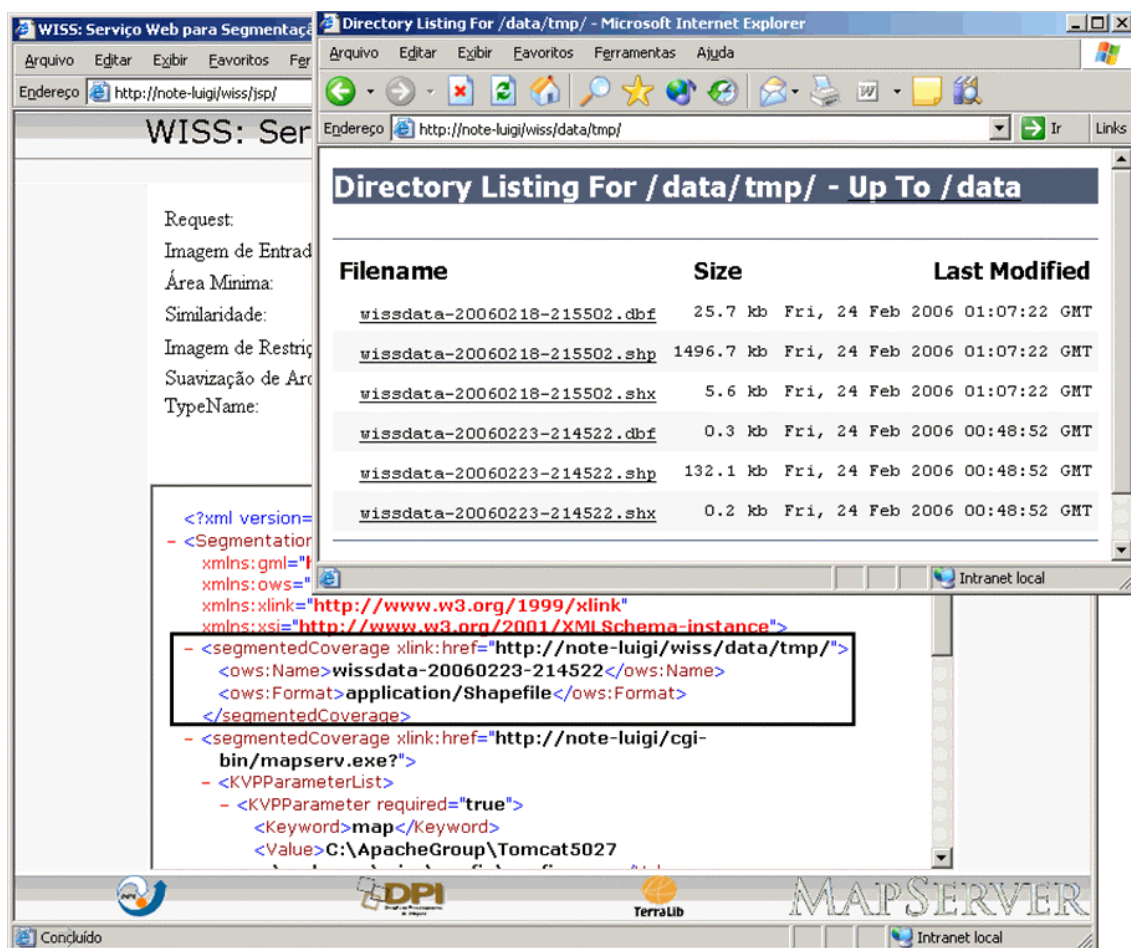 WISS: Serviço Web para Segmentaçã
Arquivo Editar Exibir Favoritos Fer
Endereço http://note-luigi/wiss/jsp/
WISS: Ser
Request:
Imagem de Entrad
Área Minima:
Similaridade:
Imagem de Restriç
Suavização de Arc
TypeName:
Directory Listing For /data/tmp/ - Microsoft Internet Explorer
Arquivo Editar Exibir Favoritos Ferramentas Ajuda
Endereço http://note-luigi/wiss/data/tmp/ Ir Links
Directory Listing For /data/tmp/ - Up To /data
Filename Size Last Modified
wissdata-20060218-215502.dbf 25.7 kb Fri, 24 Feb 2006 01:07:22 GMT
wissdata-20060218-215502.shp 1496.7 kb Fri, 24 Feb 2006 01:07:22 GMT
wissdata-20060218-215502.shx 5.6 kb Fri, 24 Feb 2006 01:07:22 GMT
wissdata-20060223-214522.dbf 0.3 kb Fri, 24 Feb 2006 00:48:52 GMT
wissdata-20060223-214522.shp 132.1 kb Fri, 24 Feb 2006 00:48:52 GMT
wissdata-20060223-214522.shx 0.2 kb Fri, 24 Feb 2006 00:48:52 GMT
Intranet local
<?xml version=
- <Segmentation
xmlns:gml="h
xmlns:ows="
xmlns:xlink="http://www.w3.org/1999/xlink"
xmlns:xsi="http://www.w3.org/2001/XMLSchema-instance">
- <segmentedCoverage xlink:href="http://note-luigi/wiss/data/tmp/">
<ows:Name>wissdata-20060223-214522</ows:Name>
<ows:Format>application/Shapefile</ows:Format>
</segmentedCoverage>
- <segmentedCoverage xlink:href="http://note-luigi/cgi-
bin/mapserv.exe?">
- <KVPParameterList>
- <KVPParameter required="true">
<Keyword>map</Keyword>
<Value>C:\ApacheGroup\Tomcat5027
DPI
TerraLib
MAPSERVER
Concluído
Intranet local